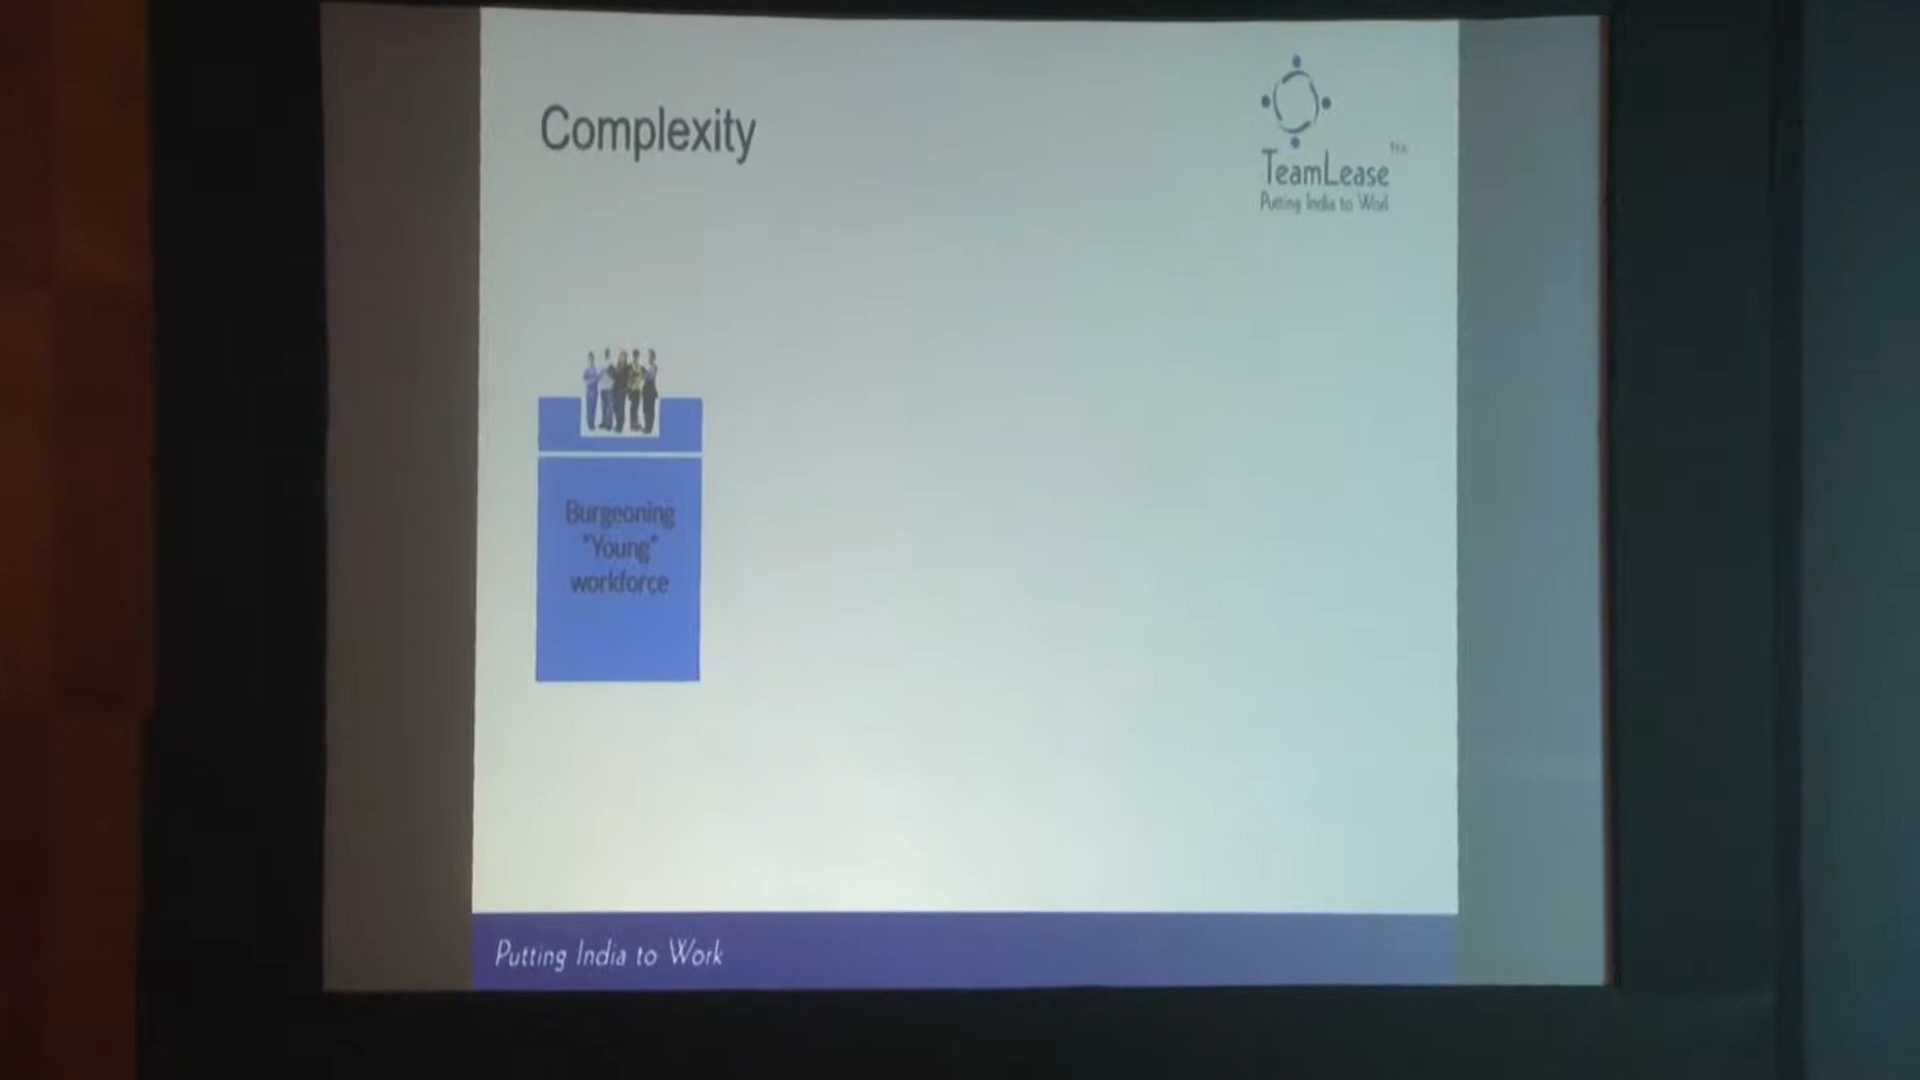 Complexity
TeamLease
Putting India to Work
Burgeoning
"Young"
workforce
Putting India to Work